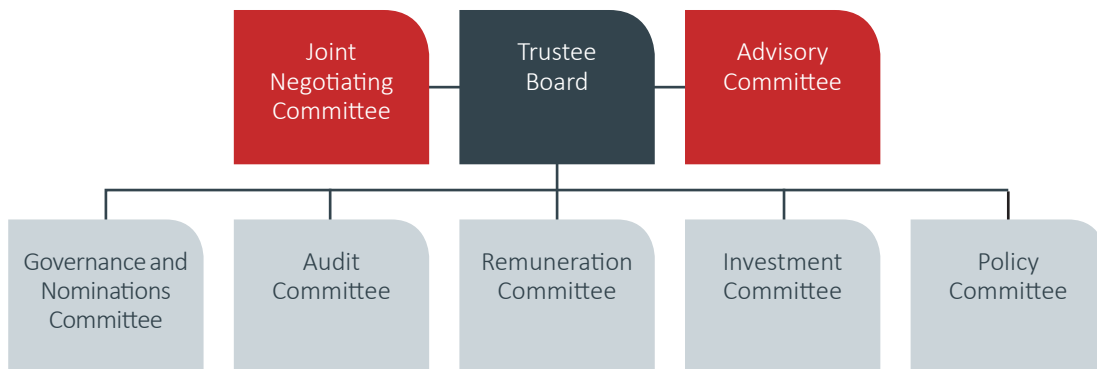 Joint
Negotiating
Committee
Trustee
Board
Advisory
Committee
Governance and
Nominations
Committee
Audit
Committee
Remuneration
Committee
Investment
Committee
Policy
Committee